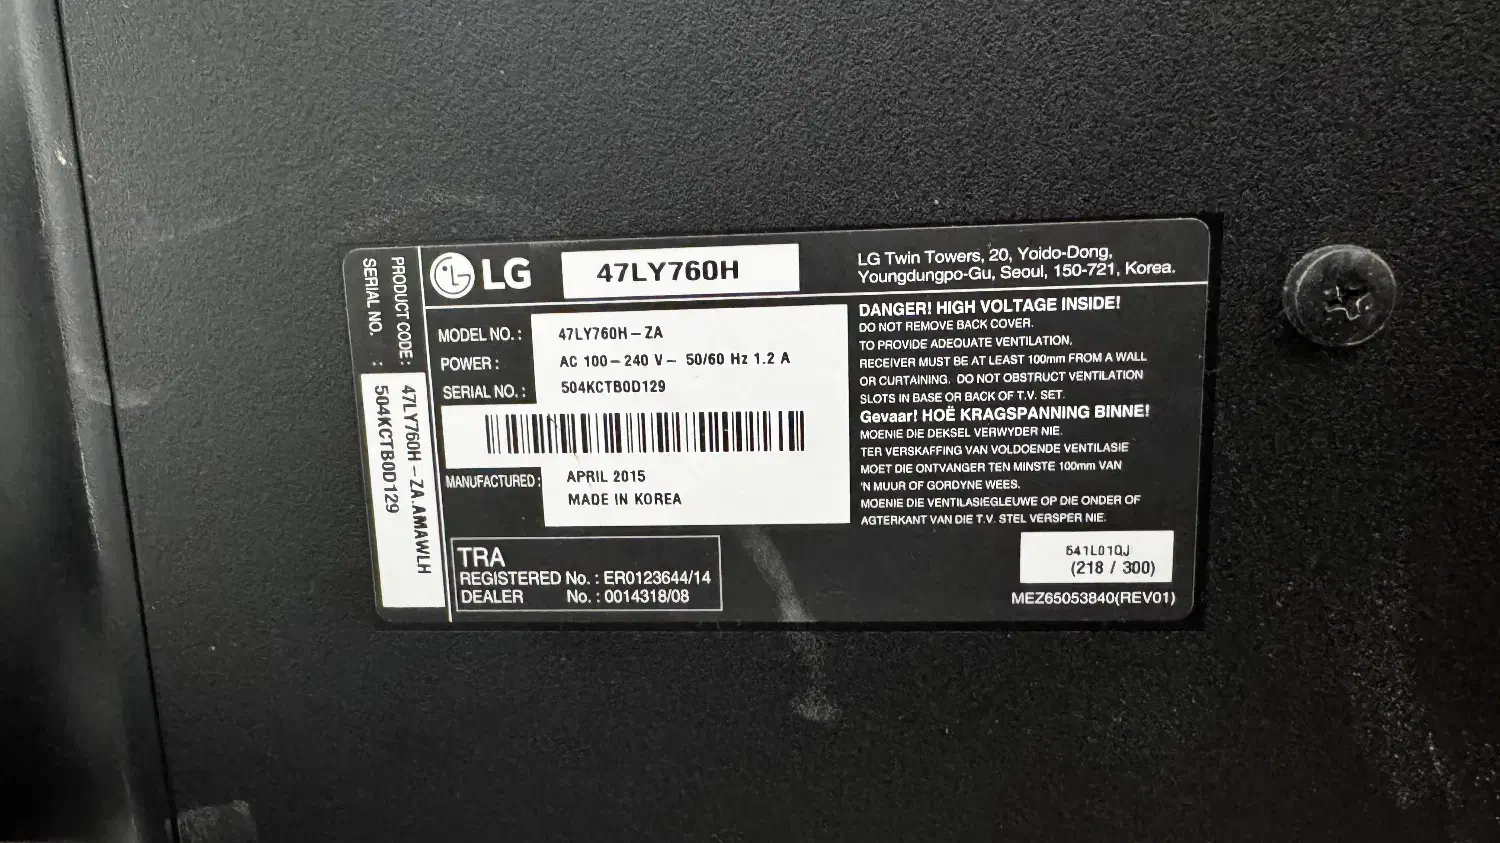 PRODUCT CODE: 47LY760H-ZA.AMAWLH
SERIAL NO. : 504KCTB0D129
LG 47LY760H
LG Twin Towers, 20, Yoido-Dong,
Youngdungpo-Gu, Seoul, 150-721, Korea.
MODEL NO. : 47LY760H-ZA
POWER : AC 100-240 V~ 50/60 Hz 1.2 A
SERIAL NO. : 504KCTB0D129
MANUFACTURED : APRIL 2015
MADE IN KOREA
DANGER! HIGH VOLTAGE INSIDE!
DO NOT REMOVE BACK COVER.
TO PROVIDE ADEQUATE VENTILATION,
RECEIVER MUST BE AT LEAST 100mm FROM A WALL
OR CURTAINING. DO NOT OBSTRUCT VENTILATION
SLOTS IN BASE OR BACK OF T.V. SET.
Gevaar! HOË KRAGSPANNING BINNE!
MOENIE DIE DEKSEL VERWYDER NIE.
TER VERSKAFFING VAN VOLDOENDE VENTILASIE
MOET DIE ONTVANGER TEN MINSTE 100mm VAN
'N MUUR OF GORDYNE WEES.
MOENIE DIE VENTILASIEGLEUWE OP DIE ONDER OF
AGTERKANT VAN DIE T.V. STEL VERSPER NIE.
TRA
REGISTERED No. : ER0123644/14
DEALER No. : 0014318/08
541L01QJ
(218 / 300)
MEZ65053840(REV01)